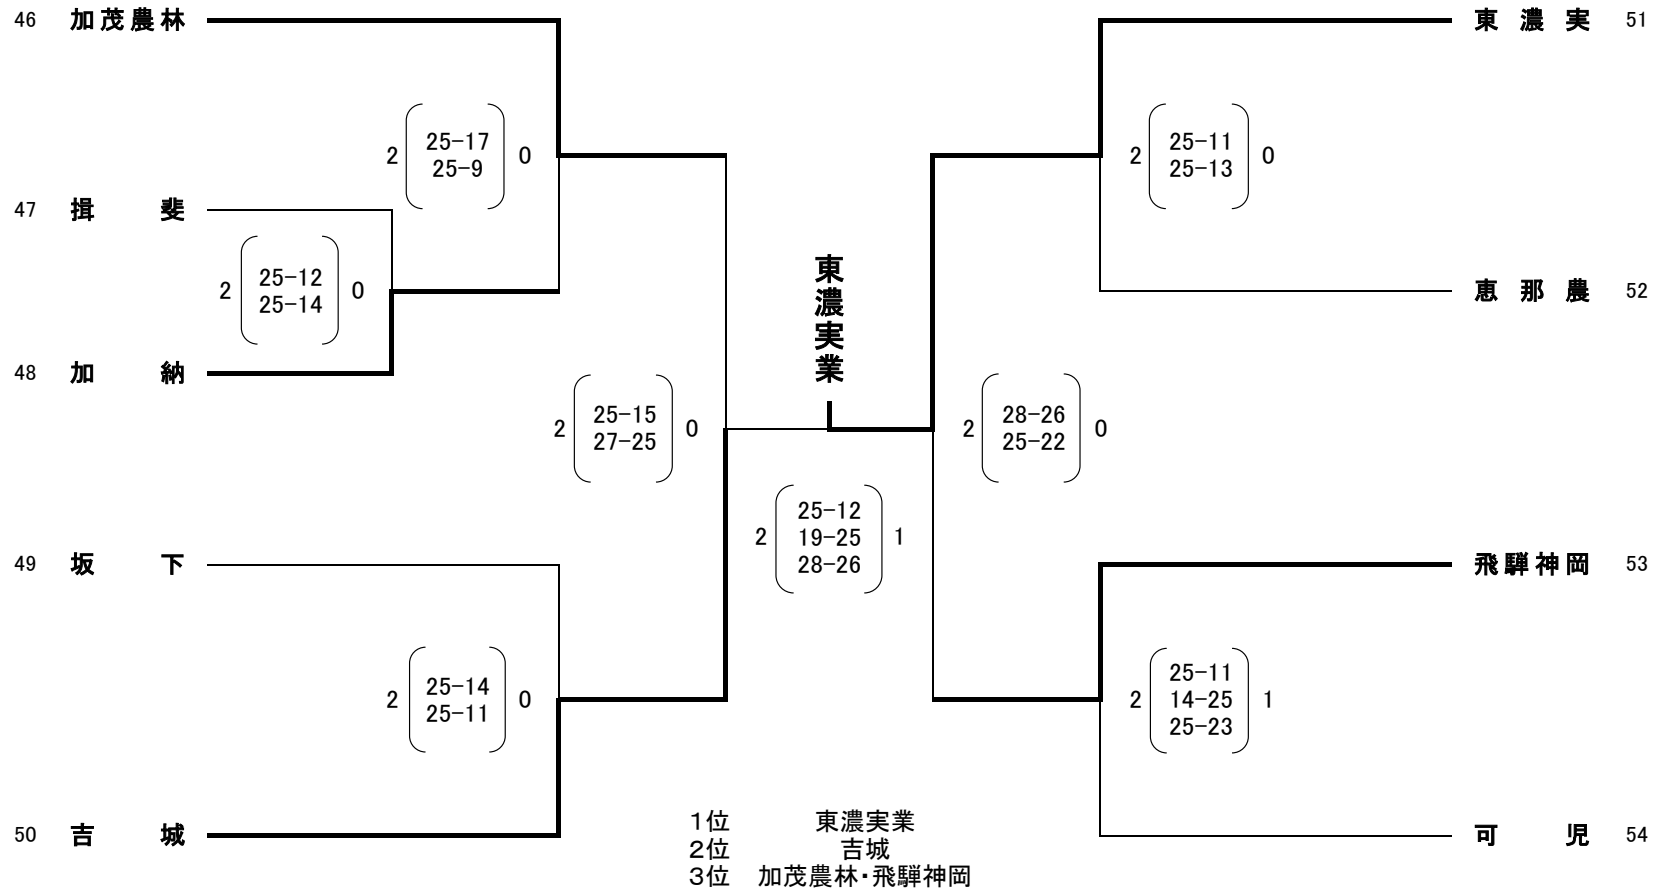 46 加茂農林
東濃実 51
2 25-17 0
25-9
2 25-11 0
25-13
47 揖斐
2 25-12 0
25-14
東濃実業
恵那農 52
48 加納
2 25-15 0
27-25
2 28-26 0
25-22
2 25-12 1
19-25
28-26
49 坂下
飛騨神岡 53
2 25-14 0
25-11
2 25-11 1
14-25
25-23
50 吉城
可児 54
1位 東濃実業
2位 吉城
3位 加茂農林・飛騨神岡